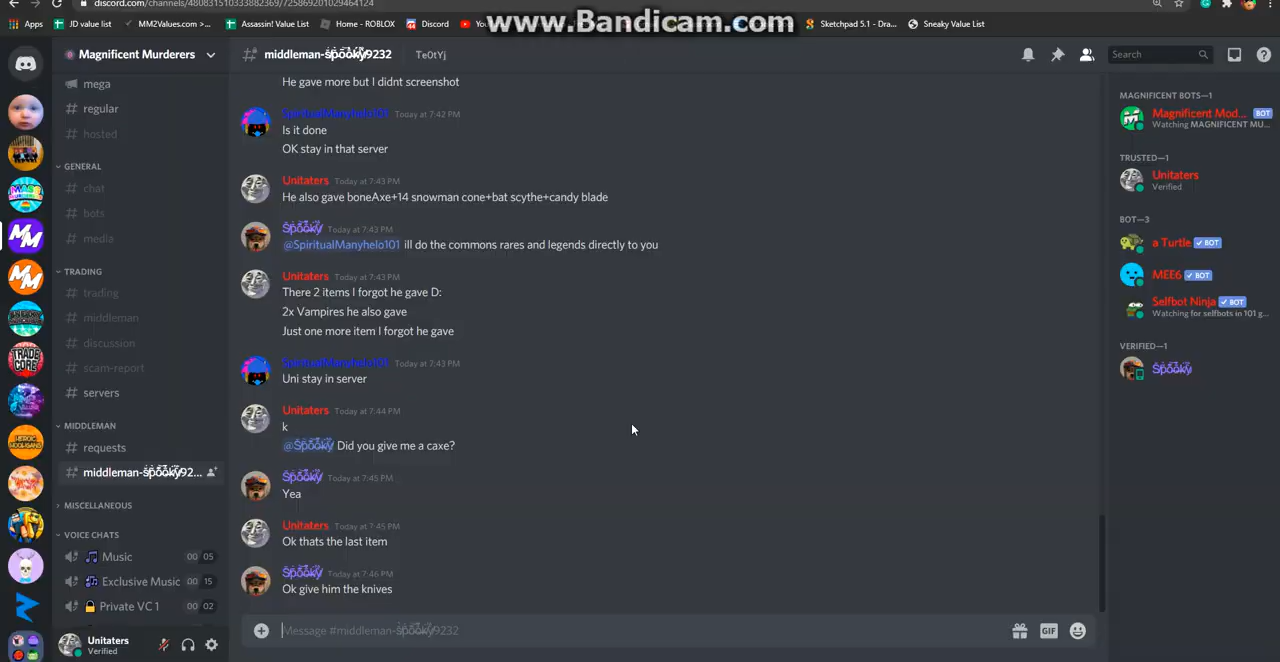 discord.com/channels/480831510333882369/725869201029464124
www.Bandicam.com
Apps
JD value list
MM2Values.com >...
Assassin! Value List
Home - ROBLOX
Discord
Sketchpad 5.1 - Dra...
Sneaky Value List
Magnificent Murderers
mega
regular
hosted
GENERAL
chat
bots
media
TRADING
trading
middleman
discussion
scam-report
servers
MIDDLEMAN
requests
middleman-spooky92...
MISCELLANEOUS
VOICE CHATS
Music 00 05
Exclusive Music 00 15
Private VC 1 00 02
Unitaters
Verified
middleman-spooky9232
Te0tYj
He gave more but I didnt screenshot
SpiritualManyhelo101 Today at 7:42 PM
Is it done
OK stay in that server
Unitaters Today at 7:43 PM
He also gave boneAxe+14 snowman cone+bat scythe+candy blade
Spooky Today at 7:43 PM
@SpiritualManyhelo101 ill do the commons rares and legends directly to you
Unitaters Today at 7:43 PM
There 2 items I forgot he gave D:
2x Vampires he also gave
Just one more item I forgot he gave
SpiritualManyhelo101 Today at 7:43 PM
Uni stay in server
Unitaters Today at 7:44 PM
k
@Spooky Did you give me a caxe?
Spooky Today at 7:45 PM
Yea
Unitaters Today at 7:45 PM
Ok thats the last item
Spooky Today at 7:46 PM
Ok give him the knives
Message #middleman-spooky9232
GIF
Search
MAGNIFICENT BOTS—1
Magnificent Mod... BOT
Watching MAGNIFICENT MU...
TRUSTED—1
Unitaters
Verified
BOT—3
a Turtle BOT
MEE6 BOT
Selfbot Ninja BOT
Watching for selfbots in 101 g...
VERIFIED—1
Spooky